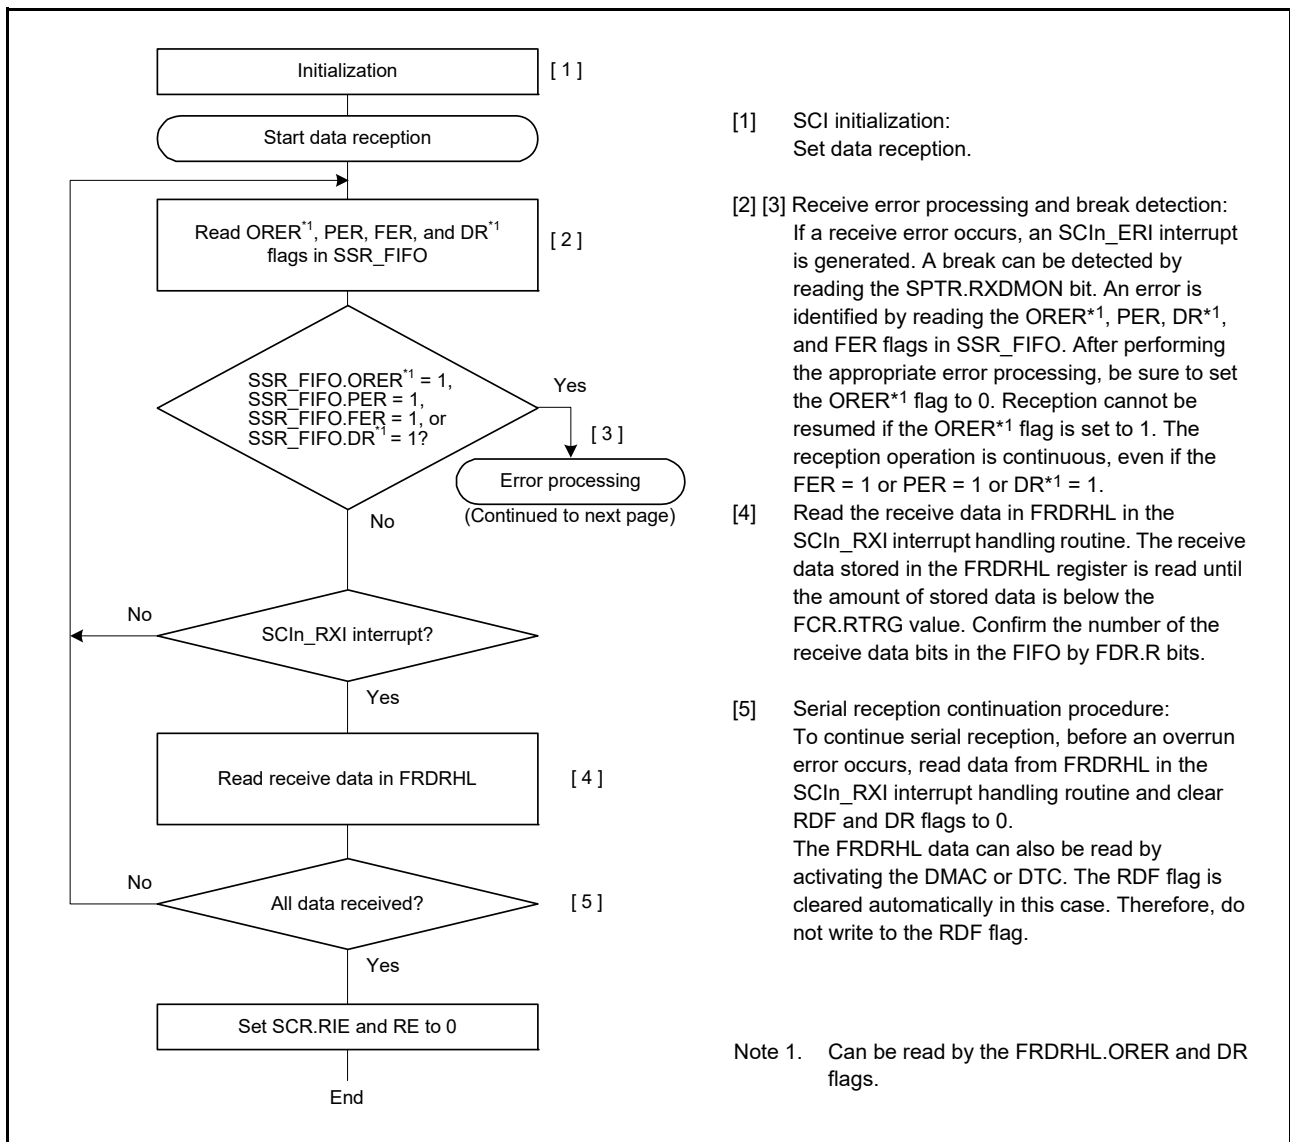 Initialization
[ 1 ]
Start data reception
Read ORER*1, PER, FER, and DR*1
flags in SSR_FIFO
[ 2 ]
SSR_FIFO.ORER*1 = 1,
SSR_FIFO.PER = 1,
SSR_FIFO.FER = 1, or
SSR_FIFO.DR*1 = 1?
Yes
[ 3 ]
Error processing
(Continued to next page)
No
No
SCIn_RXI interrupt?
Yes
Read receive data in FRDRHL
[ 4 ]
No
All data received?
[ 5 ]
Yes
Set SCR.RIE and RE to 0
End
[1] SCI initialization:
Set data reception.
[2] [3] Receive error processing and break detection:
If a receive error occurs, an SCIn_ERI interrupt
is generated. A break can be detected by
reading the SPTR.RXDMON bit. An error is
identified by reading the ORER*1, PER, DR*1,
and FER flags in SSR_FIFO. After performing
the appropriate error processing, be sure to set
the ORER*1 flag to 0. Reception cannot be
resumed if the ORER*1 flag is set to 1. The
reception operation is continuous, even if the
FER = 1 or PER = 1 or DR*1 = 1.
[4] Read the receive data in FRDRHL in the
SCIn_RXI interrupt handling routine. The receive
data stored in the FRDRHL register is read until
the amount of stored data is below the
FCR.RTRG value. Confirm the number of the
receive data bits in the FIFO by FDR.R bits.
[5] Serial reception continuation procedure:
To continue serial reception, before an overrun
error occurs, read data from FRDRHL in the
SCIn_RXI interrupt handling routine and clear
RDF and DR flags to 0.
The FRDRHL data can also be read by
activating the DMAC or DTC. The RDF flag is
cleared automatically in this case. Therefore, do
not write to the RDF flag.
Note 1. Can be read by the FRDRHL.ORER and DR
flags.